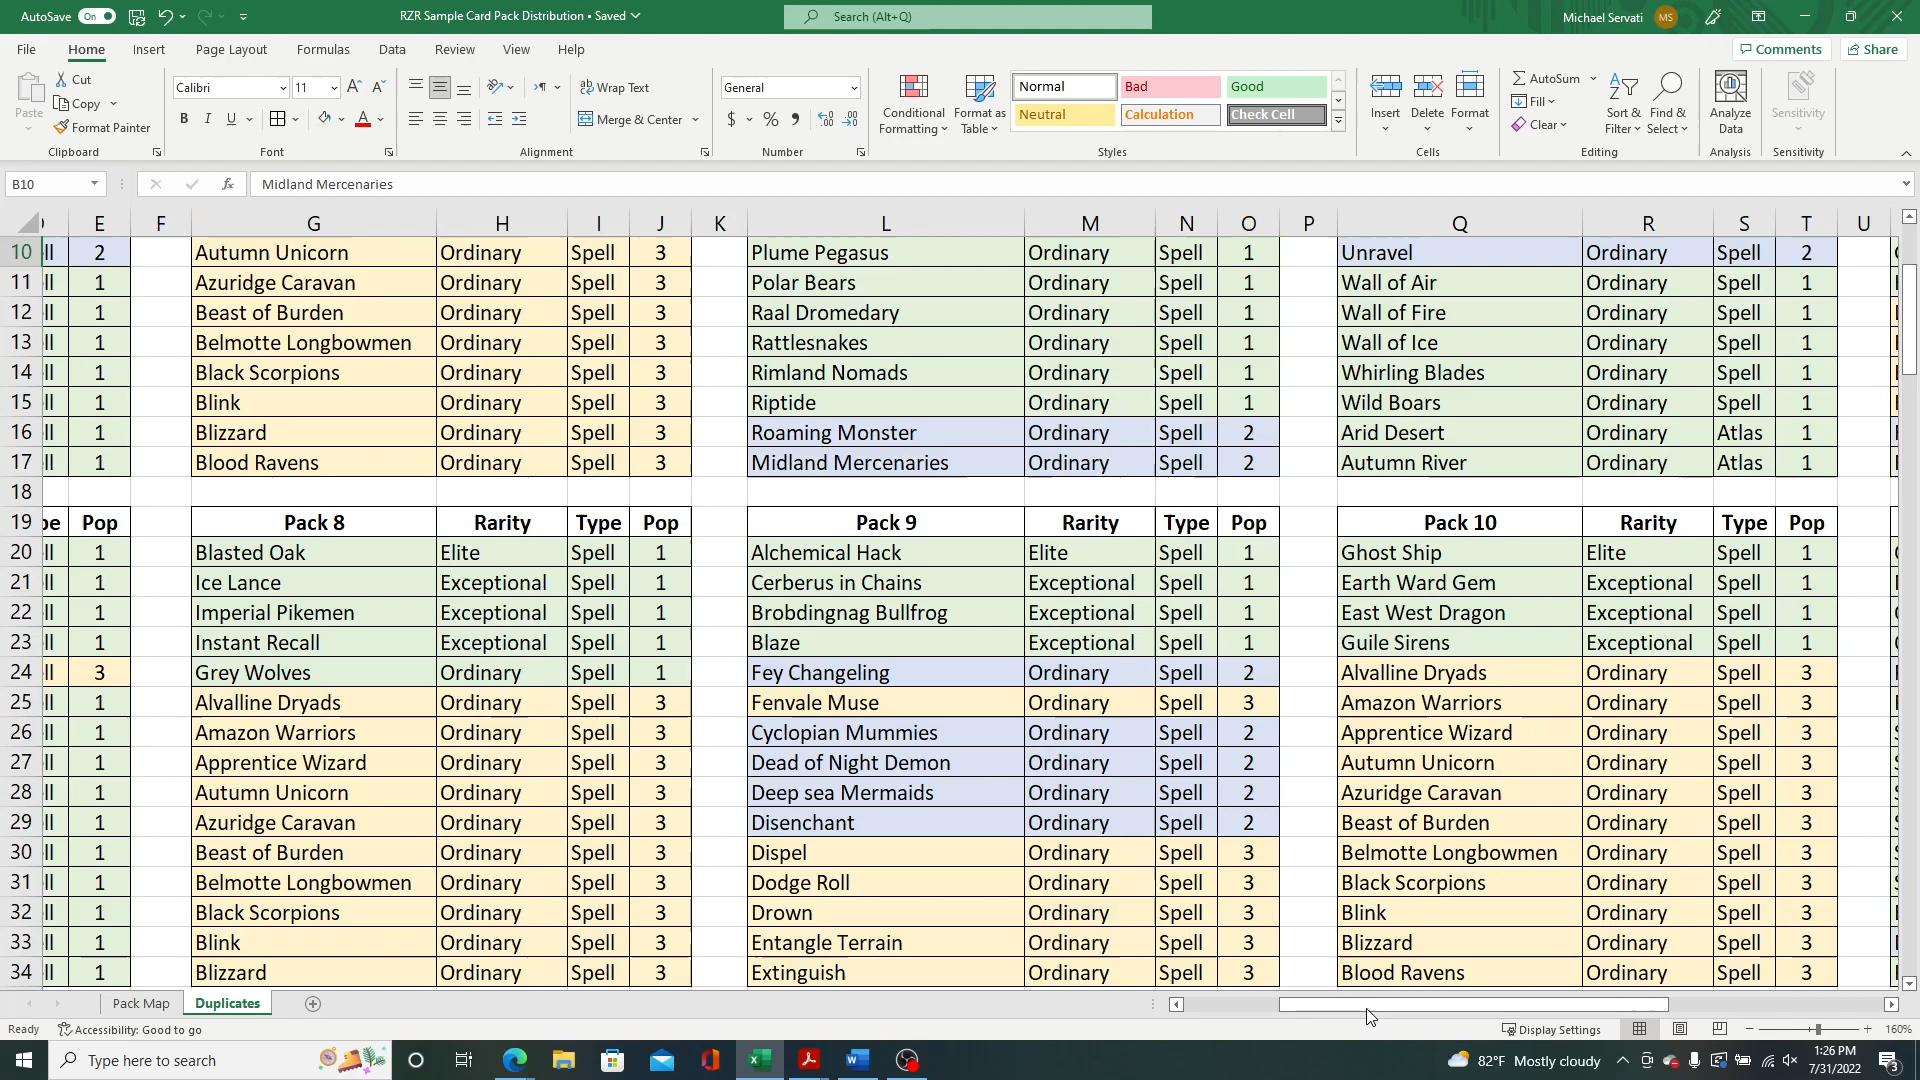 AutoSave On RZR Sample Card Pack Distribution • Saved Search (Alt+Q) Michael Servati MS
File Home Insert Page Layout Formulas Data Review View Help Comments Share
Paste Cut Calibri 11 Wrap Text General Normal Bad Good AutoSum
Copy Conditional Formatting Format as Table Insert Delete Format Fill Sort & Filter Find & Select Analyze Data Sensitivity
Format Painter B I U Merge & Center $ % Neutral Calculation Check Cell Clear
Clipboard Font Alignment Number Styles Cells Editing Analysis Sensitivity
B10 fx Midland Mercenaries
E F G H I J K L M N O P Q R S T U
10 ll 2 Autumn Unicorn Ordinary Spell 3 Plume Pegasus Ordinary Spell 1 Unravel Ordinary Spell 2
11 ll 1 Azuridge Caravan Ordinary Spell 3 Polar Bears Ordinary Spell 1 Wall of Air Ordinary Spell 1
12 ll 1 Beast of Burden Ordinary Spell 3 Raal Dromedary Ordinary Spell 1 Wall of Fire Ordinary Spell 1
13 ll 1 Belmotte Longbowmen Ordinary Spell 3 Rattlesnakes Ordinary Spell 1 Wall of Ice Ordinary Spell 1
14 ll 1 Black Scorpions Ordinary Spell 3 Rimland Nomads Ordinary Spell 1 Whirling Blades Ordinary Spell 1
15 ll 1 Blink Ordinary Spell 3 Riptide Ordinary Spell 1 Wild Boars Ordinary Spell 1
16 ll 1 Blizzard Ordinary Spell 3 Roaming Monster Ordinary Spell 2 Arid Desert Ordinary Atlas 1
17 ll 1 Blood Ravens Ordinary Spell 3 Midland Mercenaries Ordinary Spell 2 Autumn River Ordinary Atlas 1
18
19 pe Pop Pack 8 Rarity Type Pop Pack 9 Rarity Type Pop Pack 10 Rarity Type Pop
20 ll 1 Blasted Oak Elite Spell 1 Alchemical Hack Elite Spell 1 Ghost Ship Elite Spell 1
21 ll 1 Ice Lance Exceptional Spell 1 Cerberus in Chains Exceptional Spell 1 Earth Ward Gem Exceptional Spell 1
22 ll 1 Imperial Pikemen Exceptional Spell 1 Brobdingnag Bullfrog Exceptional Spell 1 East West Dragon Exceptional Spell 1
23 ll 1 Instant Recall Exceptional Spell 1 Blaze Exceptional Spell 1 Guile Sirens Exceptional Spell 1
24 ll 3 Grey Wolves Ordinary Spell 1 Fey Changeling Ordinary Spell 2 Alvalline Dryads Ordinary Spell 3
25 ll 1 Alvalline Dryads Ordinary Spell 3 Fenvale Muse Ordinary Spell 3 Amazon Warriors Ordinary Spell 3
26 ll 1 Amazon Warriors Ordinary Spell 3 Cyclopian Mummies Ordinary Spell 2 Apprentice Wizard Ordinary Spell 3
27 ll 1 Apprentice Wizard Ordinary Spell 3 Dead of Night Demon Ordinary Spell 2 Autumn Unicorn Ordinary Spell 3
28 ll 1 Autumn Unicorn Ordinary Spell 3 Deep sea Mermaids Ordinary Spell 2 Azuridge Caravan Ordinary Spell 3
29 ll 1 Azuridge Caravan Ordinary Spell 3 Disenchant Ordinary Spell 2 Beast of Burden Ordinary Spell 3
30 ll 1 Beast of Burden Ordinary Spell 3 Dispel Ordinary Spell 3 Belmotte Longbowmen Ordinary Spell 3
31 ll 1 Belmotte Longbowmen Ordinary Spell 3 Dodge Roll Ordinary Spell 3 Black Scorpions Ordinary Spell 3
32 ll 1 Black Scorpions Ordinary Spell 3 Drown Ordinary Spell 3 Blink Ordinary Spell 3
33 ll 1 Blink Ordinary Spell 3 Entangle Terrain Ordinary Spell 3 Blizzard Ordinary Spell 3
34 ll 1 Blizzard Ordinary Spell 3 Extinguish Ordinary Spell 3 Blood Ravens Ordinary Spell 3
Pack Map Duplicates
Ready Accessibility: Good to go Display Settings 160%
Type here to search 82°F Mostly cloudy 1:26 PM
7/31/2022 3